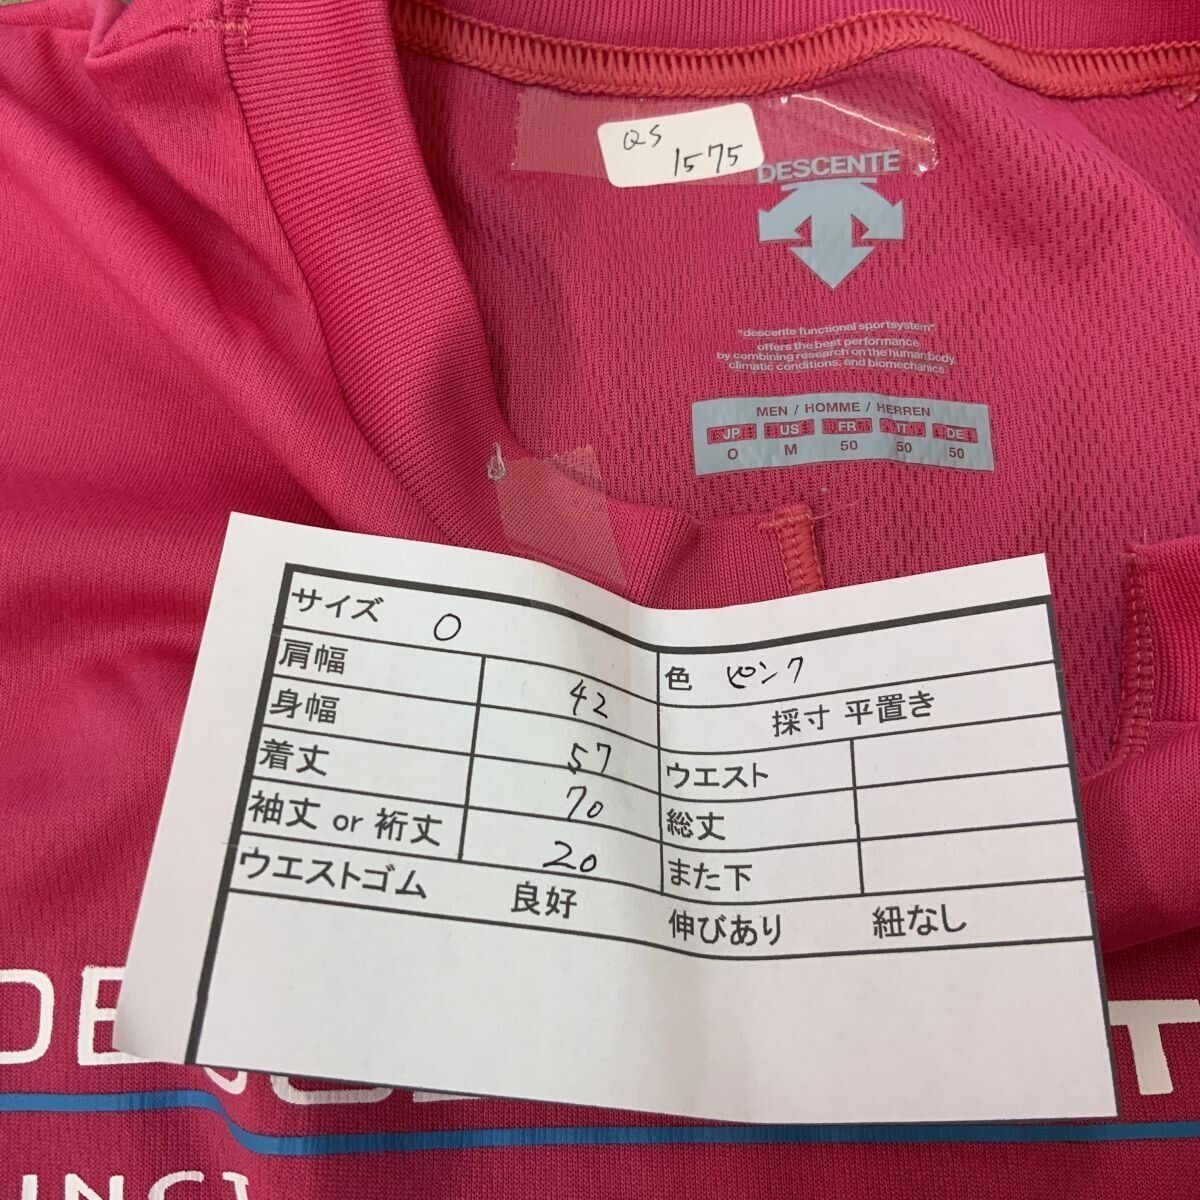 QS
1575
DESCENTE
"descente functional sportsystem"
offers the best performance
by combining research on the human body,
climatic conditions, and biomechanics
MEN / HOMME / HERREN
JP US FR IT DE
O M 50 50 50
サイズ O
肩幅 42
身幅 57
着丈 70
袖丈 or 裄丈 20
色 ピンク
採寸 平置き
ウエスト
総丈
また下
ウエストゴム 良好 伸びあり 紐なし